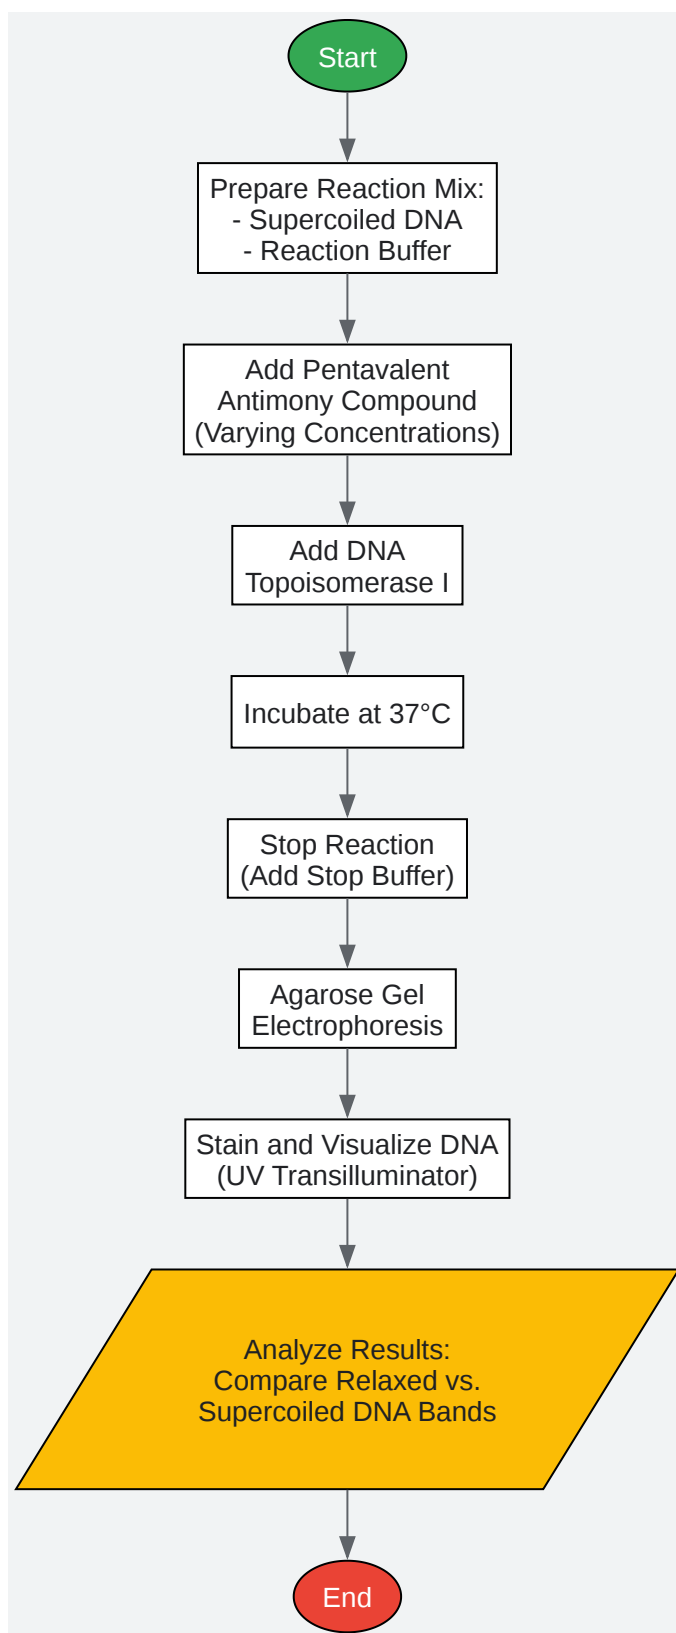 Start
Prepare Reaction Mix:
- Supercoiled DNA
- Reaction Buffer
Add Pentavalent
Antimony Compound
(Varying Concentrations)
Add DNA
Topoisomerase I
Incubate at 37°C
Stop Reaction
(Add Stop Buffer)
Agarose Gel
Electrophoresis
Stain and Visualize DNA
(UV Transilluminator)
Analyze Results:
Compare Relaxed vs.
Supercoiled DNA Bands
End